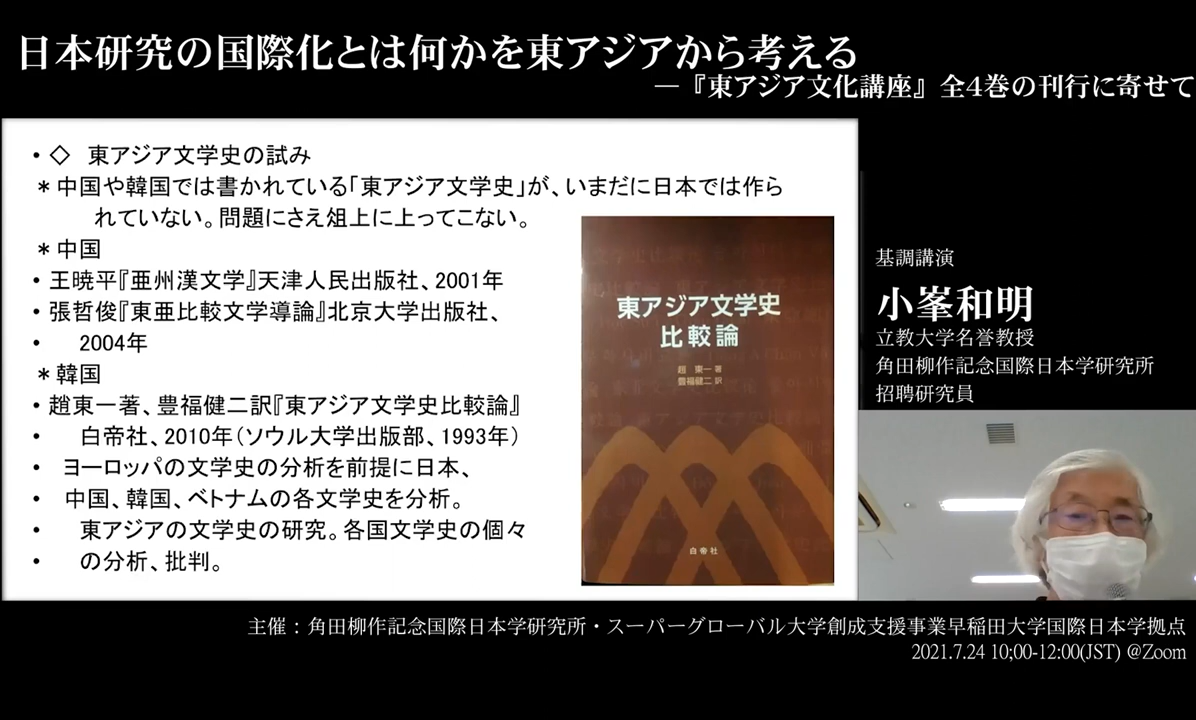 日本研究の国際化とは何かを東アジアから考える
―『東アジア文化講座』全4巻の刊行に寄せて
・◇ 東アジア文学史の試み
＊中国や韓国では書かれている「東アジア文学史」が、いまだに日本では作ら
れていない。問題にさえ俎上に上ってこない。
＊中国
・王暁平『亜州漢文学』天津人民出版社、2001年
・張哲俊『東亜比較文学導論』北京大学出版社、
・ 2004年
＊韓国
・趙東一著、豊福健二訳『東アジア文学史比較論』
・ 白帝社、2010年（ソウル大学出版部、1993年）
・ ヨーロッパの文学史の分析を前提に日本、
・ 中国、韓国、ベトナムの各文学史を分析。
・ 東アジアの文学史の研究。各国文学史の個々
・ の分析、批判。
東アジア文学史
比較論
趙 東一 著
豊福健二 訳
白帝社
基調講演
小峯和明
立教大学名誉教授
角田柳作記念国際日本学研究所
招聘研究員
主催：角田柳作記念国際日本学研究所・スーパーグローバル大学創成支援事業早稲田大学国際日本学拠点
2021.7.24 10;00-12:00(JST) @Zoom